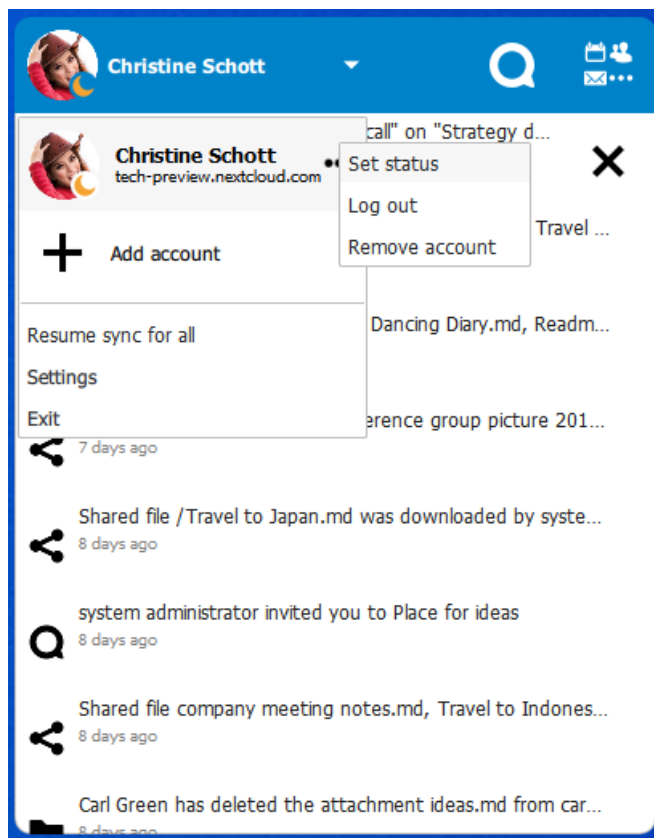 Christine Schott
call" on "Strategy d...
Christine Schott
tech-preview.nextcloud.com
Set status
Log out
Remove account
Travel ...
Add account
Dancing Diary.md, Readm...
Resume sync for all
Settings
Exit
erence group picture 201...
7 days ago
Shared file /Travel to Japan.md was downloaded by syste...
8 days ago
system administrator invited you to Place for ideas
8 days ago
Shared file company meeting notes.md, Travel to Indones...
8 days ago
Carl Green has deleted the attachment ideas.md from car...
8 days ago